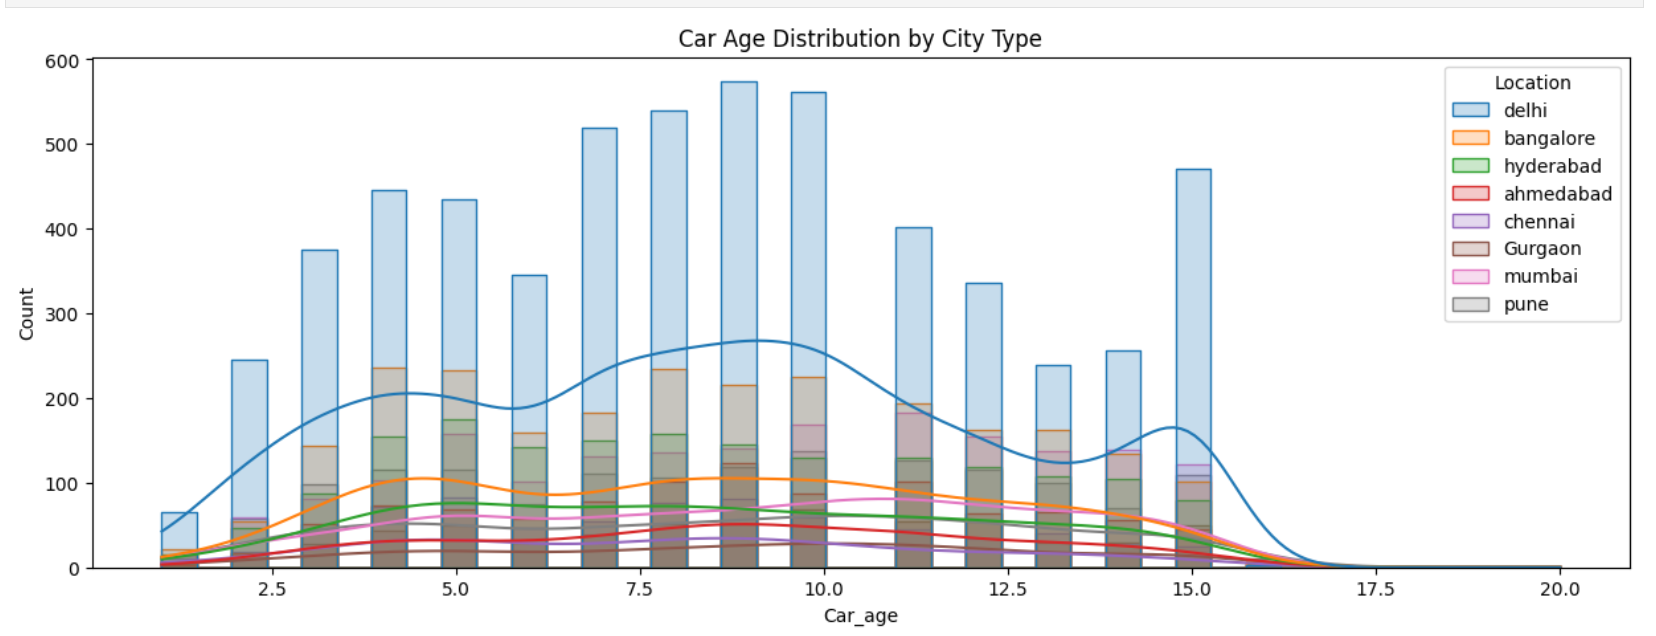 Car Age Distribution by City Type
600
500
400
300
200
100
0
Count
2.5 5.0 7.5 10.0 12.5 15.0 17.5 20.0
Car_age
Location
delhi
bangalore
hyderabad
ahmedabad
chennai
Gurgaon
mumbai
pune